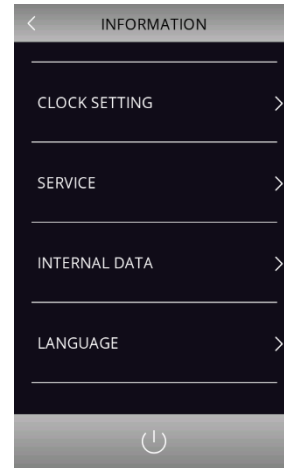 INFORMATION
CLOCK SETTING
SERVICE
INTERNAL DATA
LANGUAGE